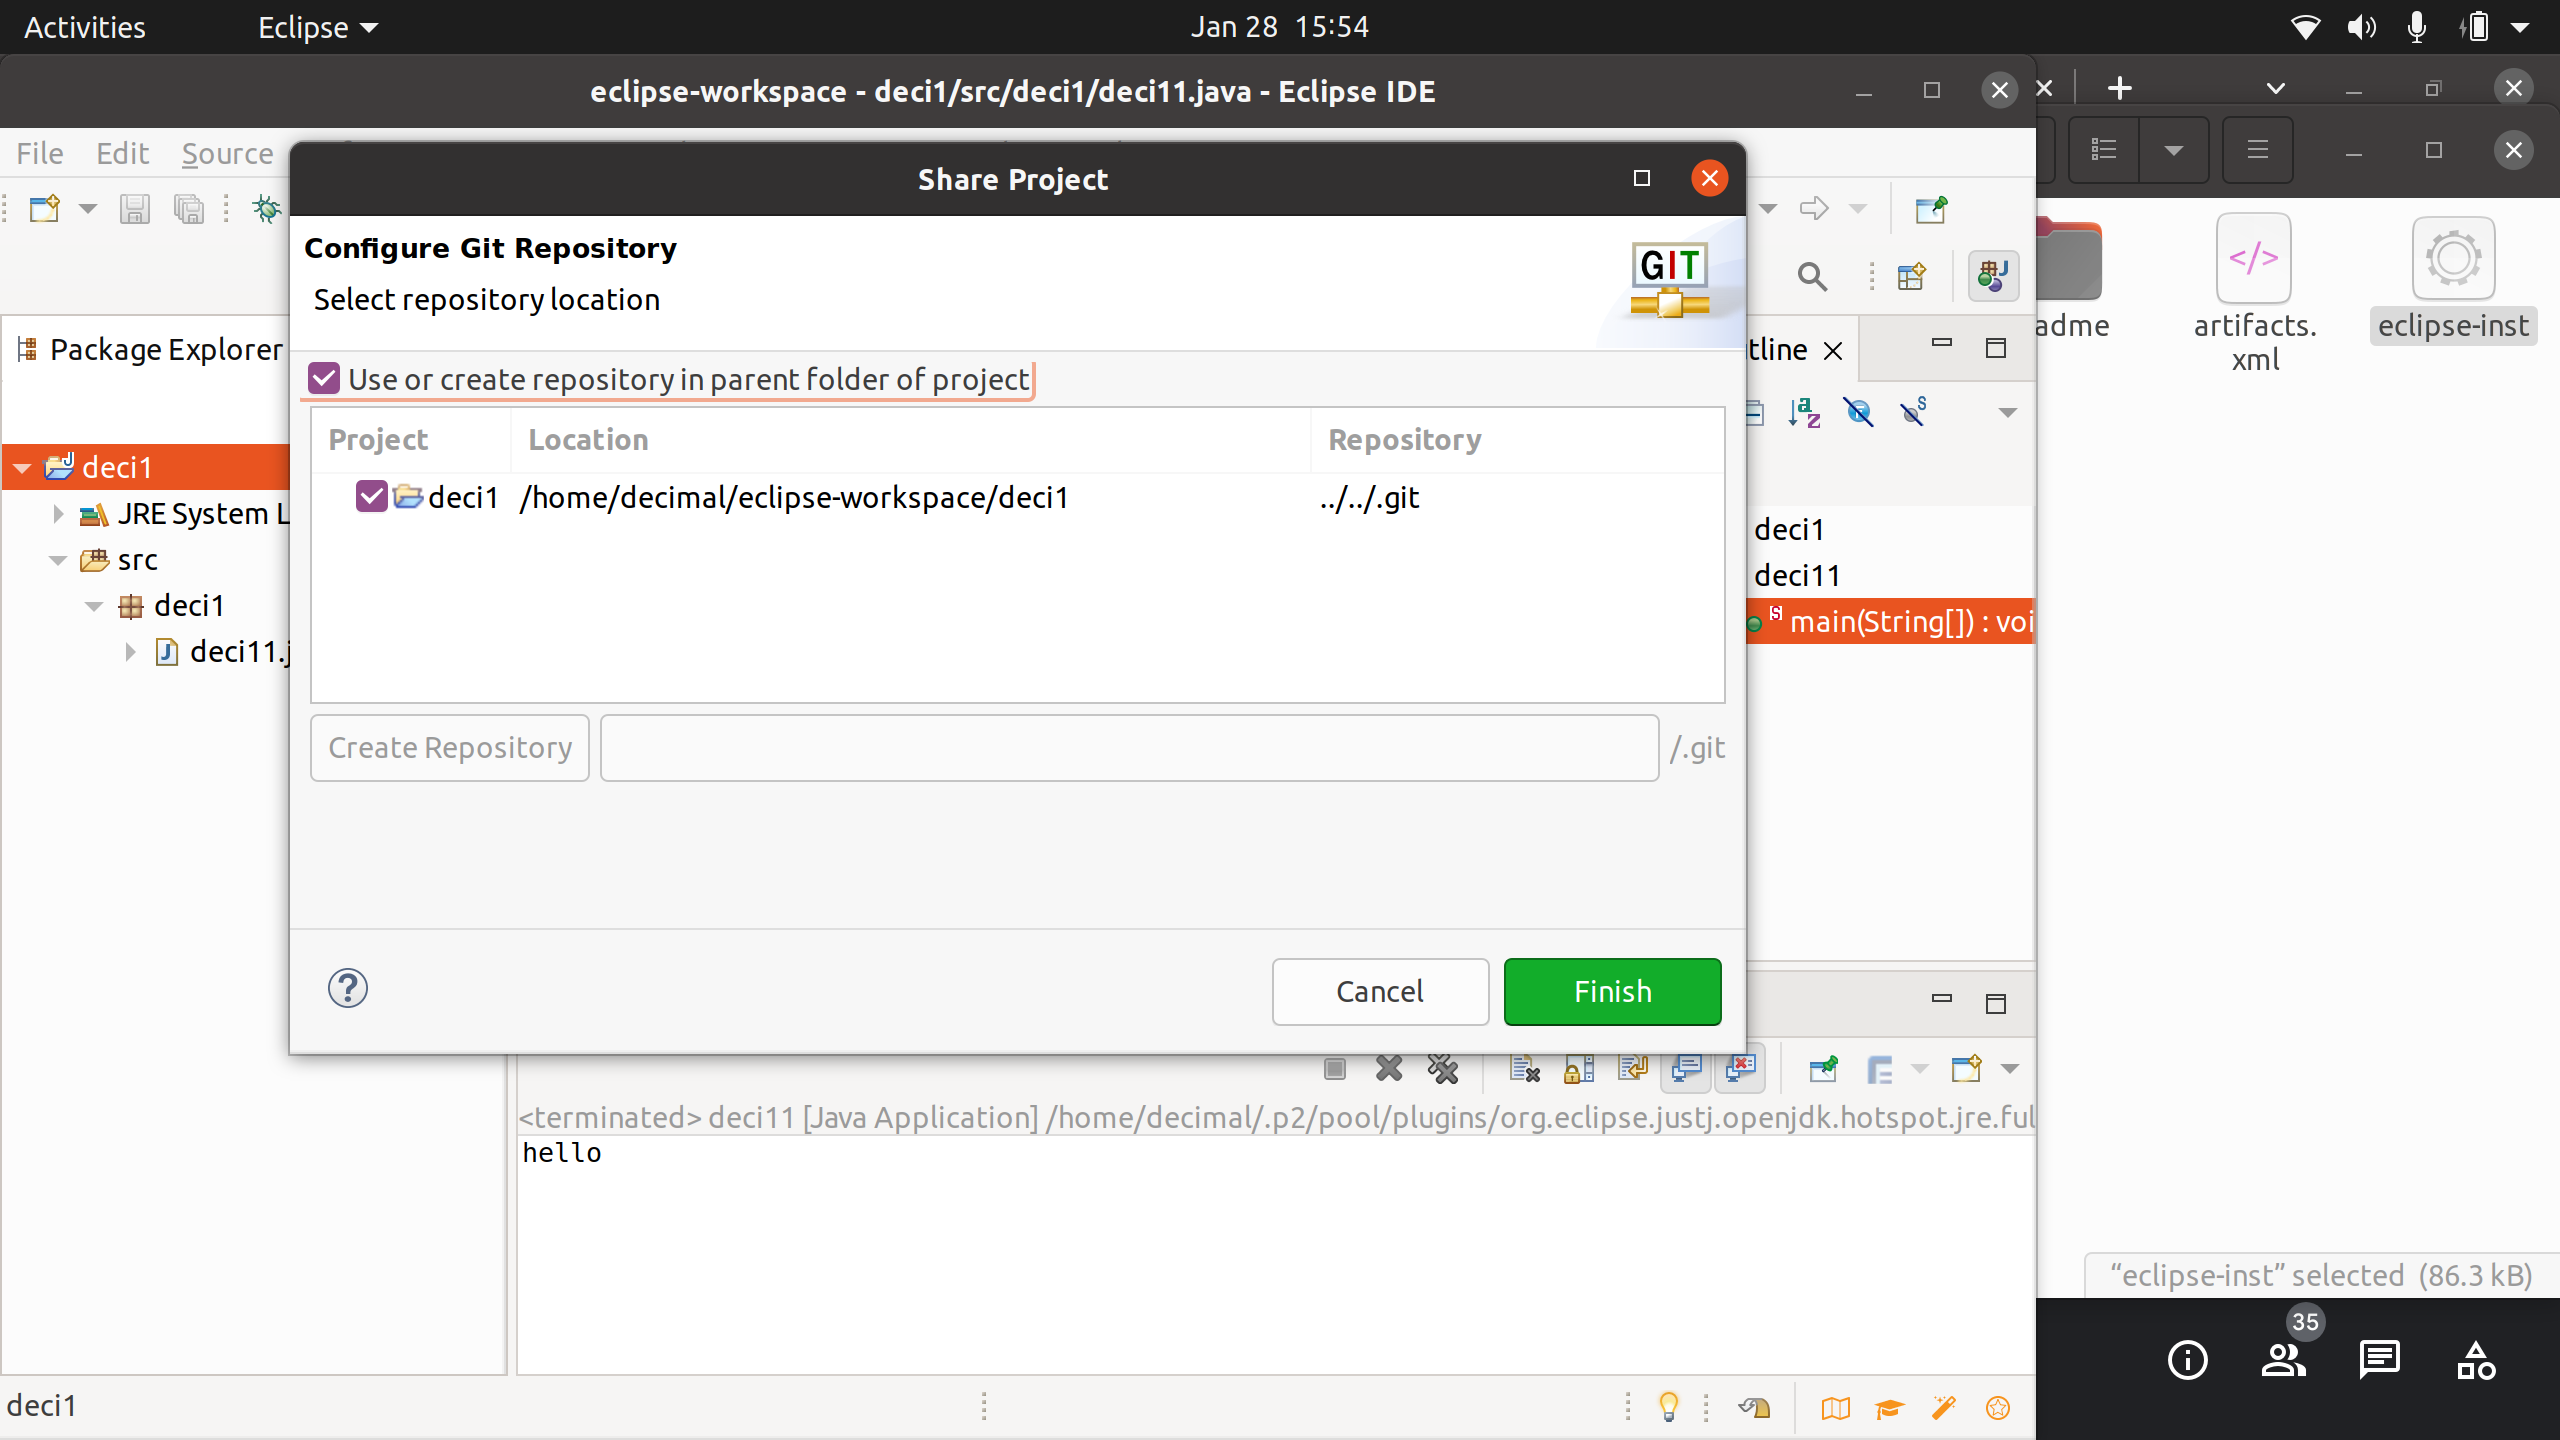 Activities
Eclipse
Jan 28 15:54
eclipse-workspace - deci1/src/deci1/deci11.java - Eclipse IDE
File Edit Source
Share Project
Configure Git Repository
Select repository location
GIT
Use or create repository in parent folder of project
Project Location Repository
deci1 /home/decimal/eclipse-workspace/deci1 ../../.git
Create Repository
/.git
Cancel
Finish
Package Explorer
deci1
JRE System L
src
deci1
deci11.j
tline
deci1
deci11
main(String[]) : voi
<terminated> deci11 [Java Application] /home/decimal/.p2/pool/plugins/org.eclipse.justj.openjdk.hotspot.jre.ful
hello
deci1
adme
artifacts.
xml
eclipse-inst
“eclipse-inst” selected (86.3 kB)
35